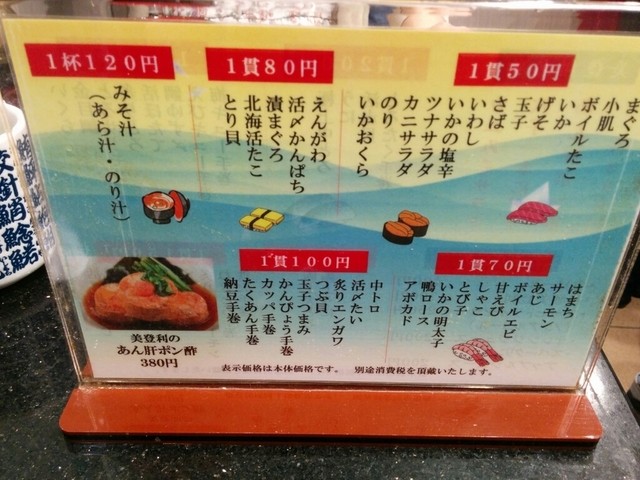 1貫50円
まぐろ
小肌
ボイルたこ
いか
げそ
玉子
さば
いわし
いかの塩辛
ツナサラダ
カニサラダ
のり
いかおくら
1貫80円
えんがわ
活〆かんぱち
漬まぐろ
北海活たこ
とり貝
1杯120円
みそ汁
(あら汁・のり汁)
1貫70円
はまち
サーモン
あじ
ボイルエビ
甘えび
しゃこ
いかの明太子
とび子
鴨ロース
アボカド
1貫100円
中トロ
活〆たい
炙りエンガワ
つぶ貝
玉子つまみ
かんぴょう手巻
カッパ手巻
たくあん手巻
納豆手巻
美登利の
あん肝ポン酢
380円
表示価格は本体価格です。 別途消費税を頂戴いたします。